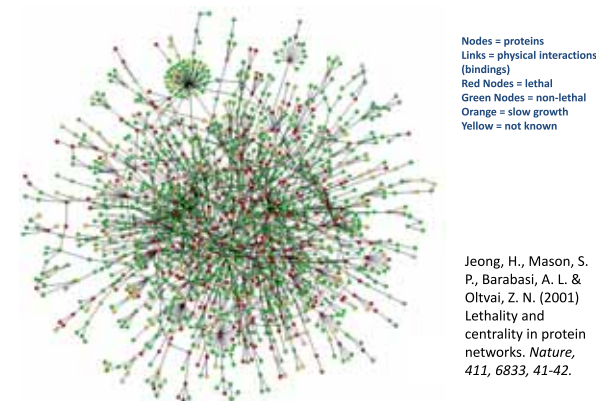 Nodes = proteins
Links = physical interactions
(bindings)
Red Nodes = lethal
Green Nodes = non-lethal
Orange = slow growth
Yellow = not known
Jeong, H., Mason, S.
P., Barabasi, A. L. &
Oltvai, Z. N. (2001)
Lethality and
centrality in protein
networks. Nature,
411, 6833, 41-42.